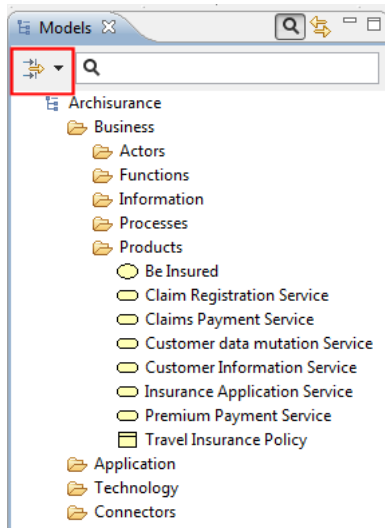 Models
Archisurance
Business
Actors
Functions
Information
Processes
Products
Be Insured
Claim Registration Service
Claims Payment Service
Customer data mutation Service
Customer Information Service
Insurance Application Service
Premium Payment Service
Travel Insurance Policy
Application
Technology
Connectors